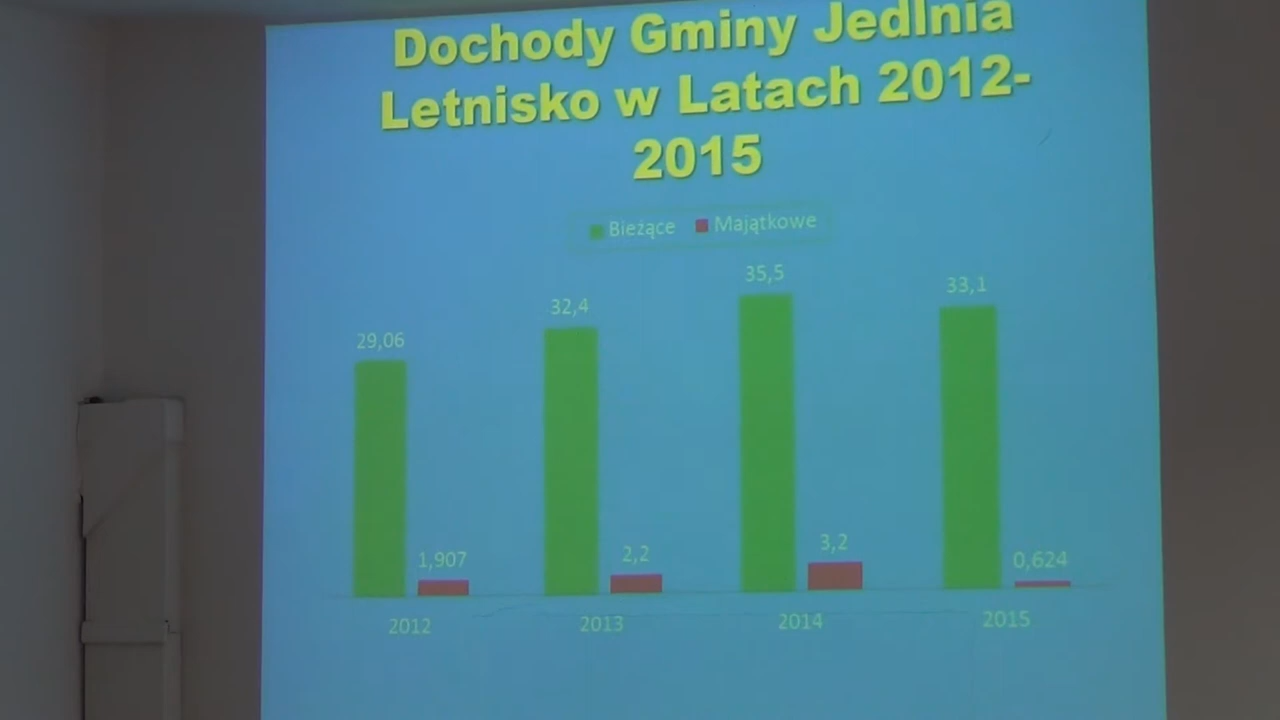 Dochody Gminy Jedlnia
Letnisko w Latach 2012-
2015
Bieżące Majątkowe
29,06 32,4 35,5 33,1
1,907 2,2 3,2 0,624
2012 2013 2014 2015